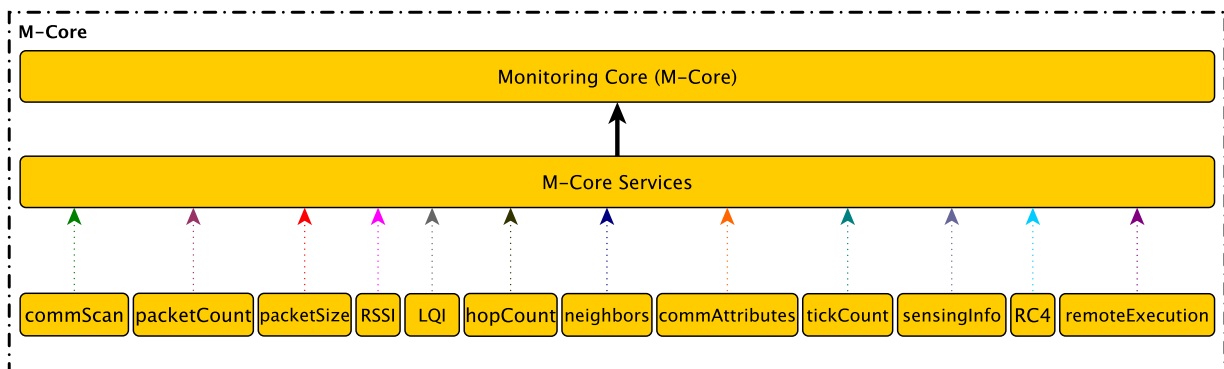 M-Core
Monitoring Core (M-Core)
M-Core Services
commScan packetCount packetSize RSSI LQI hopCount neighbors commAttributes tickCount sensingInfo RC4 remoteExecution